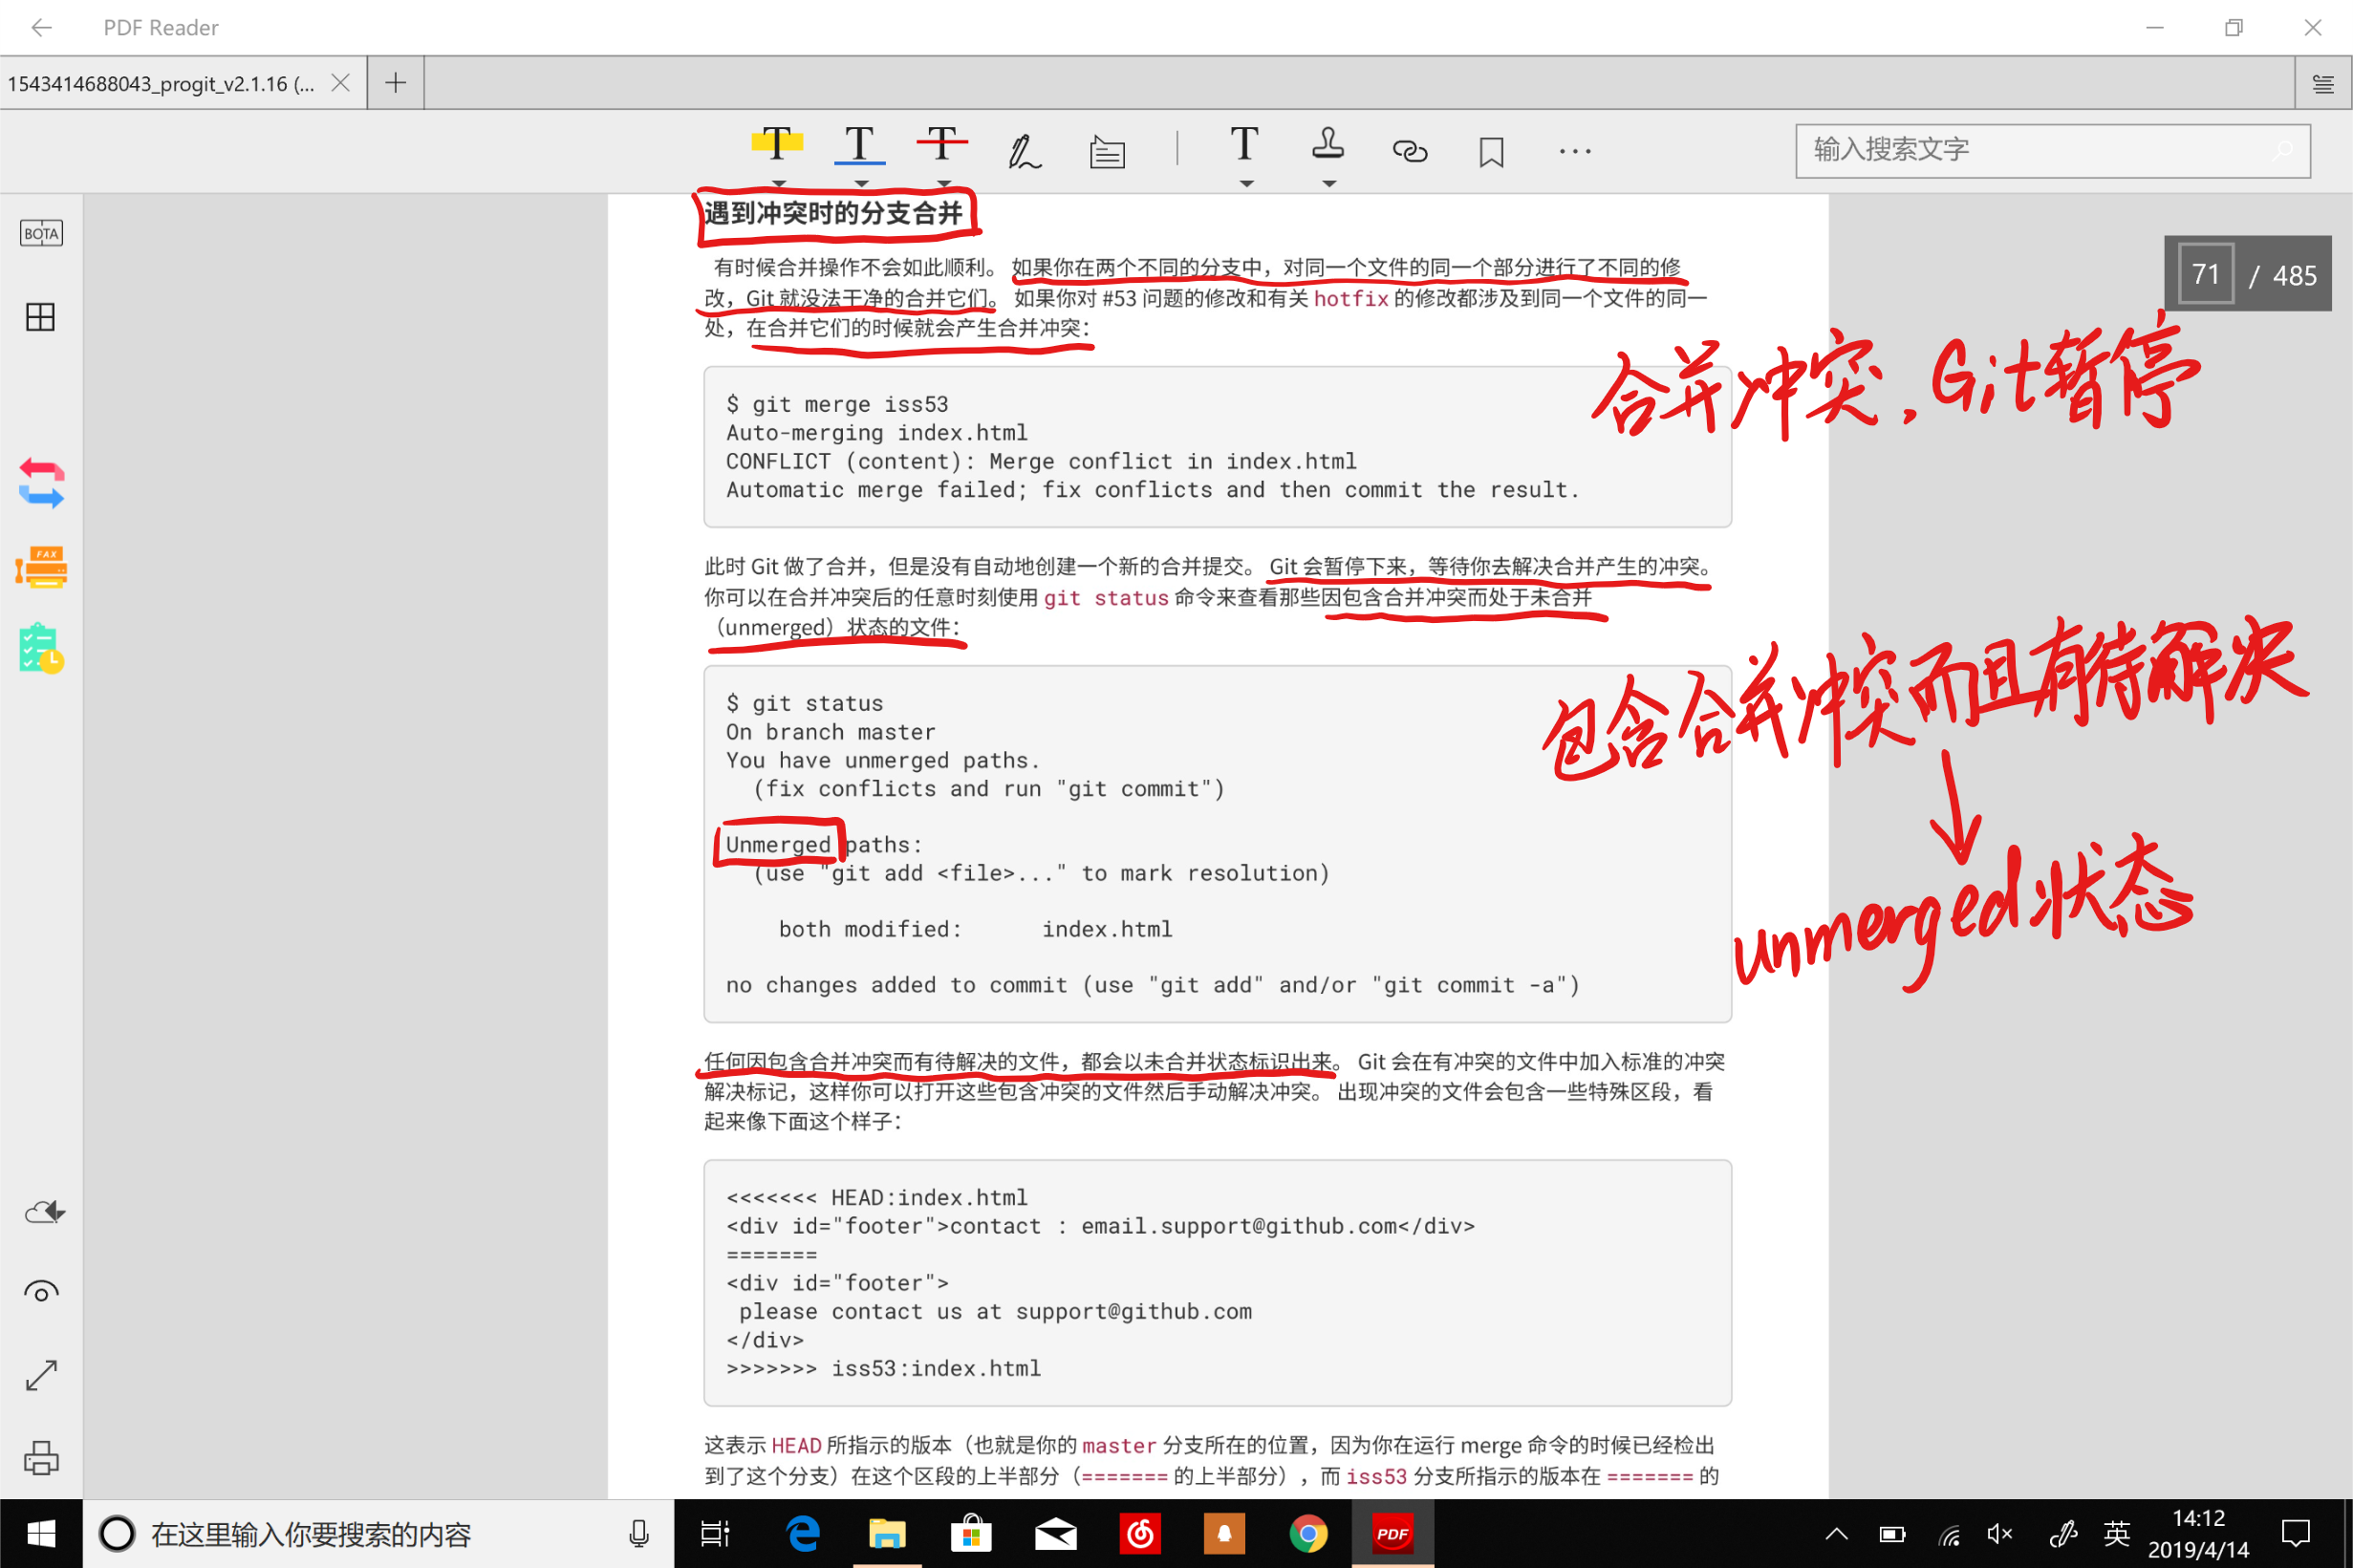 PDF Reader
1543414688043_progit_v2.1.16 (...
T T T T
输入搜索文字
BOTA
FAX
71 / 485
遇到冲突时的分支合并
有时候合并操作不会如此顺利。 如果你在两个不同的分支中，对同一个文件的同一个部分进行了不同的修
改，Git 就没法干净的合并它们。 如果你对 #53 问题的修改和有关 hotfix 的修改都涉及到同一个文件的同一
处，在合并它们的时候就会产生合并冲突：
合并冲突，Git暂停
$ git merge iss53
Auto-merging index.html
CONFLICT (content): Merge conflict in index.html
Automatic merge failed; fix conflicts and then commit the result.
此时 Git 做了合并，但是没有自动地创建一个新的合并提交。 Git 会暂停下来，等待你去解决合并产生的冲突。
你可以在合并冲突后的任意时刻使用 git status 命令来查看那些因包含合并冲突而处于未合并
（unmerged）状态的文件：
包含合并冲突而且有待解决
unmerged状态
$ git status
On branch master
You have unmerged paths.
  (fix conflicts and run "git commit")
Unmerged paths:
  (use "git add <file>..." to mark resolution)
    both modified:      index.html
no changes added to commit (use "git add" and/or "git commit -a")
任何因包含合并冲突而有待解决的文件，都会以未合并状态标识出来。 Git 会在有冲突的文件中加入标准的冲突
解决标记，这样你可以打开这些包含冲突的文件然后手动解决冲突。 出现冲突的文件会包含一些特殊区段，看
起来像下面这个样子：
<<<<<<< HEAD:index.html
<div id="footer">contact : email.support@github.com</div>
=======
<div id="footer">
 please contact us at support@github.com
</div>
>>>>>>> iss53:index.html
这表示 HEAD 所指示的版本（也就是你的 master 分支所在的位置，因为你在运行 merge 命令的时候已经检出
到了这个分支）在这个区段的上半部分（======= 的上半部分），而 iss53 分支所指示的版本在 ======= 的
在这里输入你要搜索的内容
PDF
英
14:12
2019/4/14